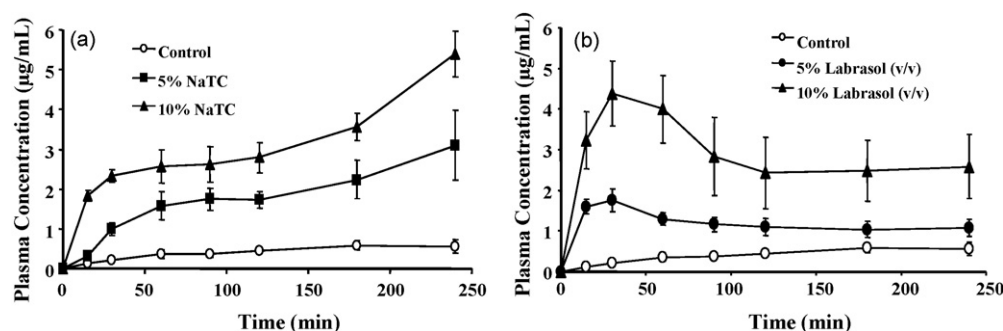 (a)
Plasma Concentration (µg/mL)
6
5
4
3
2
1
0
Control
5% NaTC
10% NaTC
0
50
100
150
200
250
Time (min)
(b)
Plasma Concentration (µg/mL)
6
5
4
3
2
1
0
Control
5% Labrasol (v/v)
10% Labrasol (v/v)
0
50
100
150
200
250
Time (min)